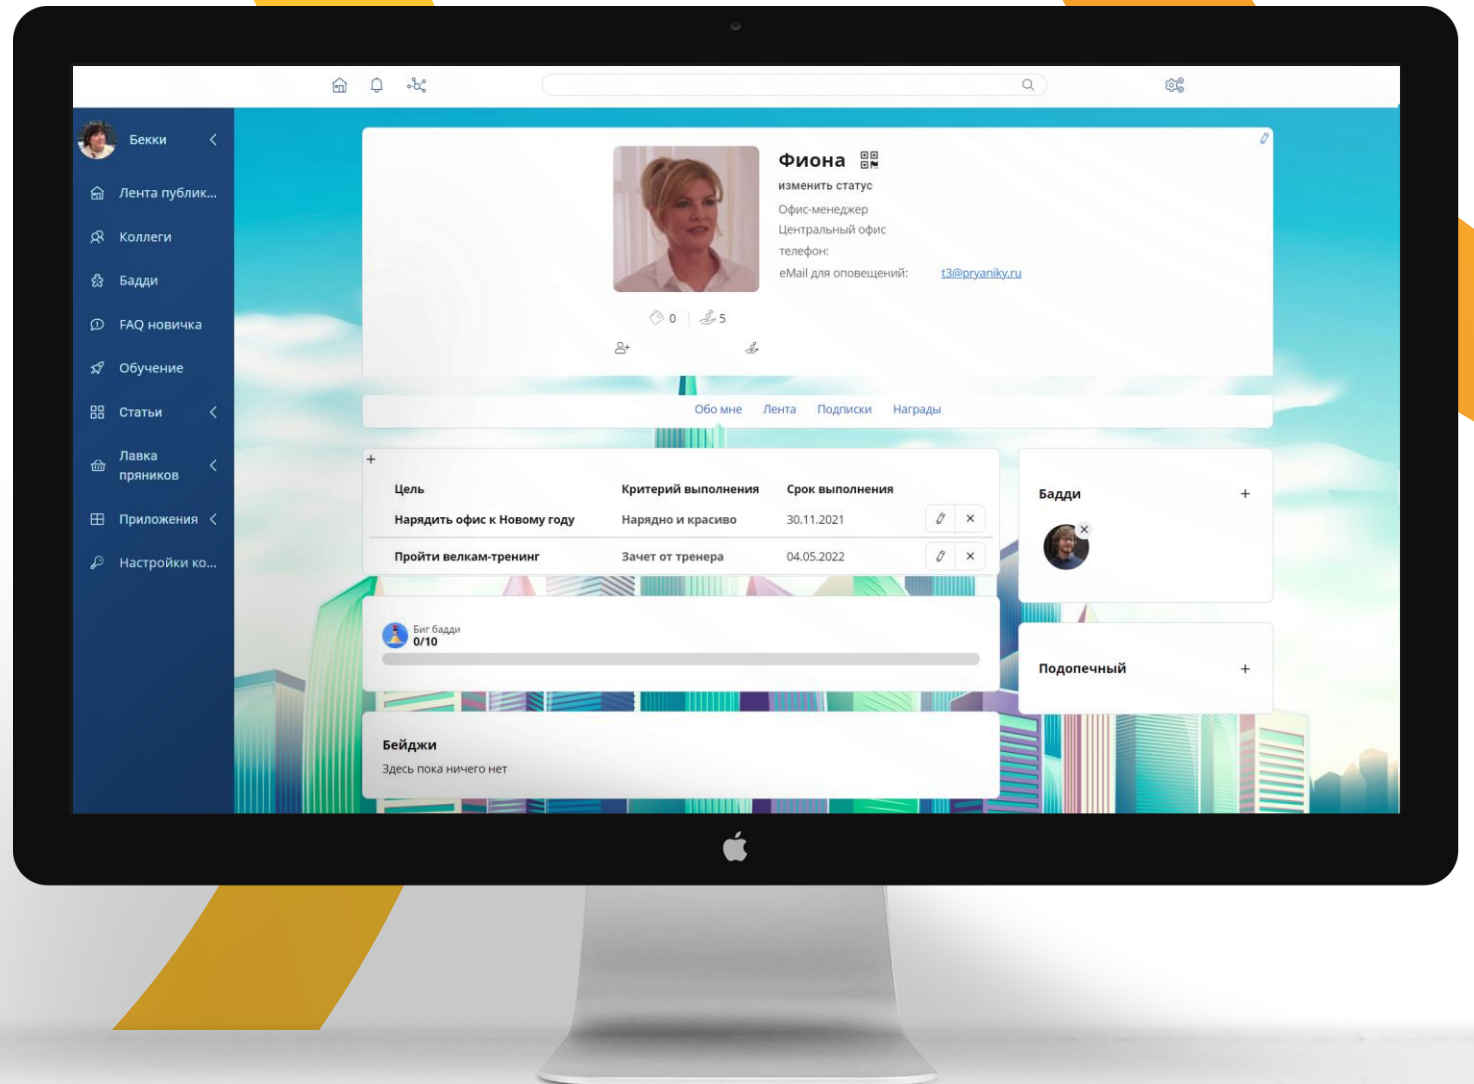 Бекки
Лента публик...
Коллеги
Бадди
FAQ новичка
Обучение
Статьи
Лавка
пряников
Приложения
Настройки ко...
Фиона
изменить статус
Офис-менеджер
Центральный офис
телефон:
eMail для оповещений: t3@pryaniky.ru
0 5
Обо мне Лента Подписки Награды
Цель Критерий выполнения Срок выполнения
Нарядить офис к Новому году Нарядно и красиво 30.11.2021
Пройти велкам-тренинг Зачет от тренера 04.05.2022
Биг бадди
0/10
Бейджи
Здесь пока ничего нет
Бадди +
Подопечный +